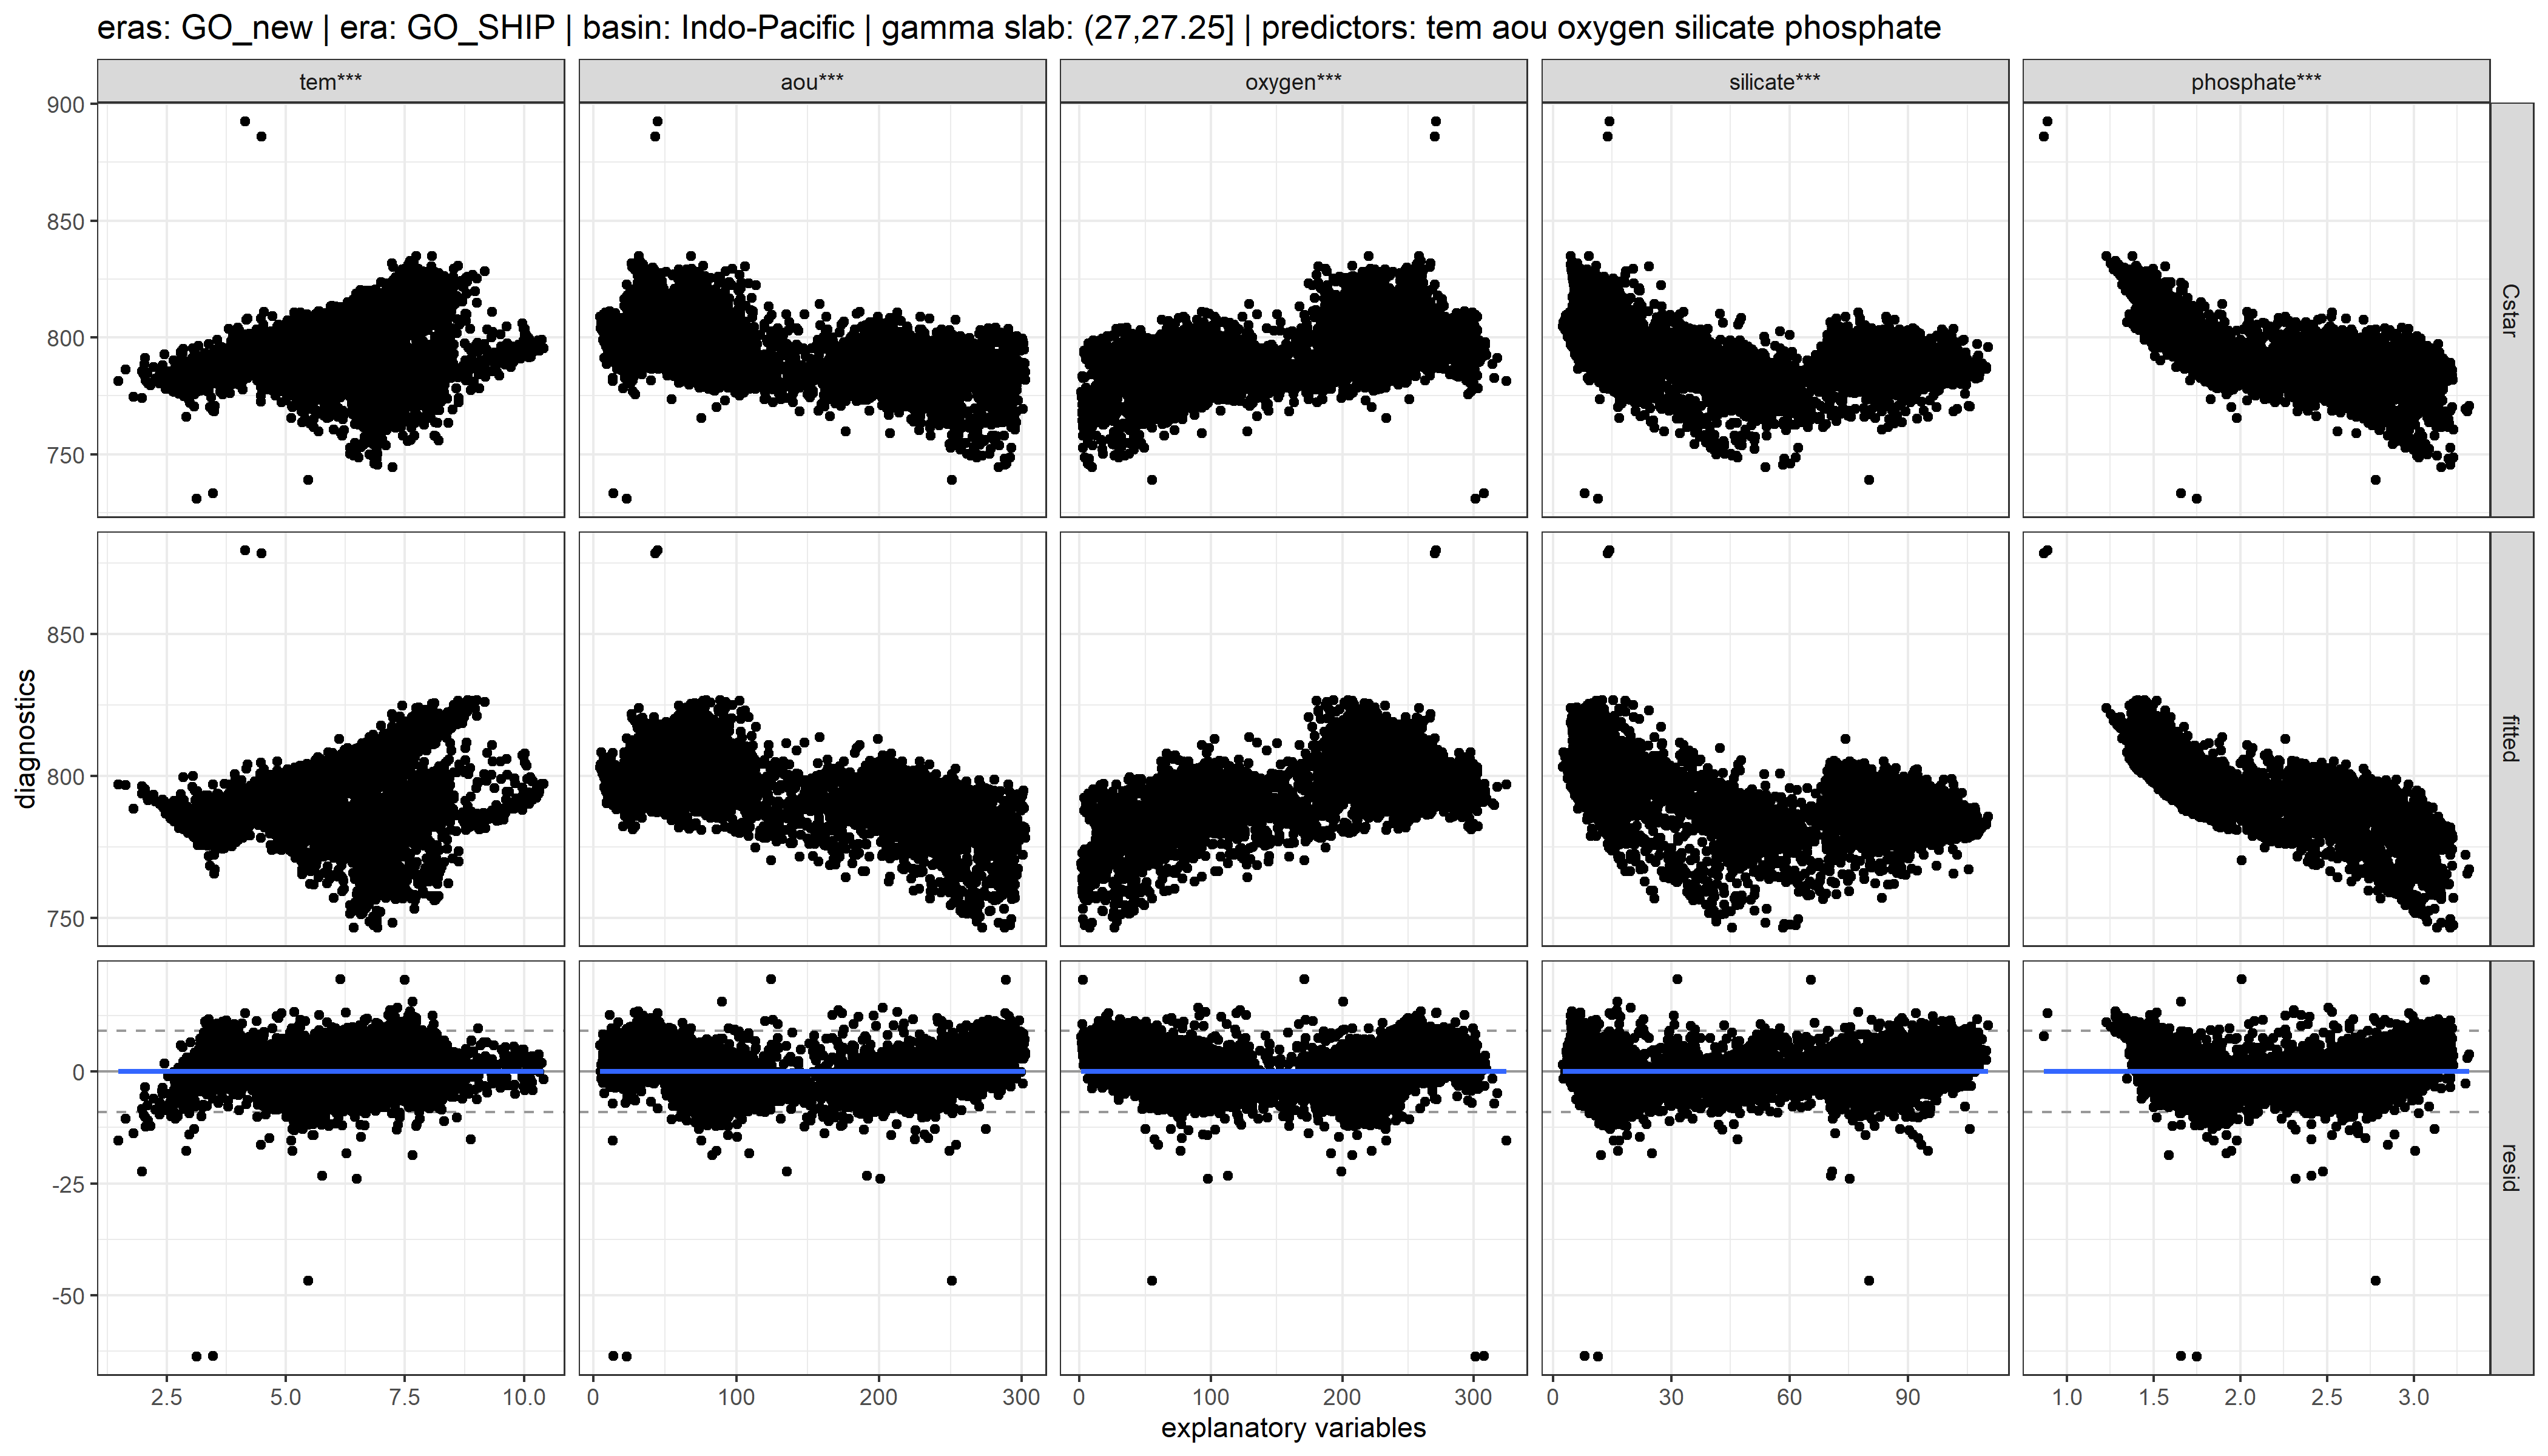 eras: GO_new | era: GO_SHIP | basin: Indo-Pacific | gamma slab: (27,27.25] | predictors: tem aou oxygen silicate phosphate
tem*** aou*** oxygen*** silicate*** phosphate***
900
850
800
750
Cstar
850
800
750
fitted
diagnostics
0
-25
-50
resid
2.5 5.0 7.5 10.0 0 100 200 300 0 100 200 300 0 30 60 90 1.0 1.5 2.0 2.5 3.0
explanatory variables